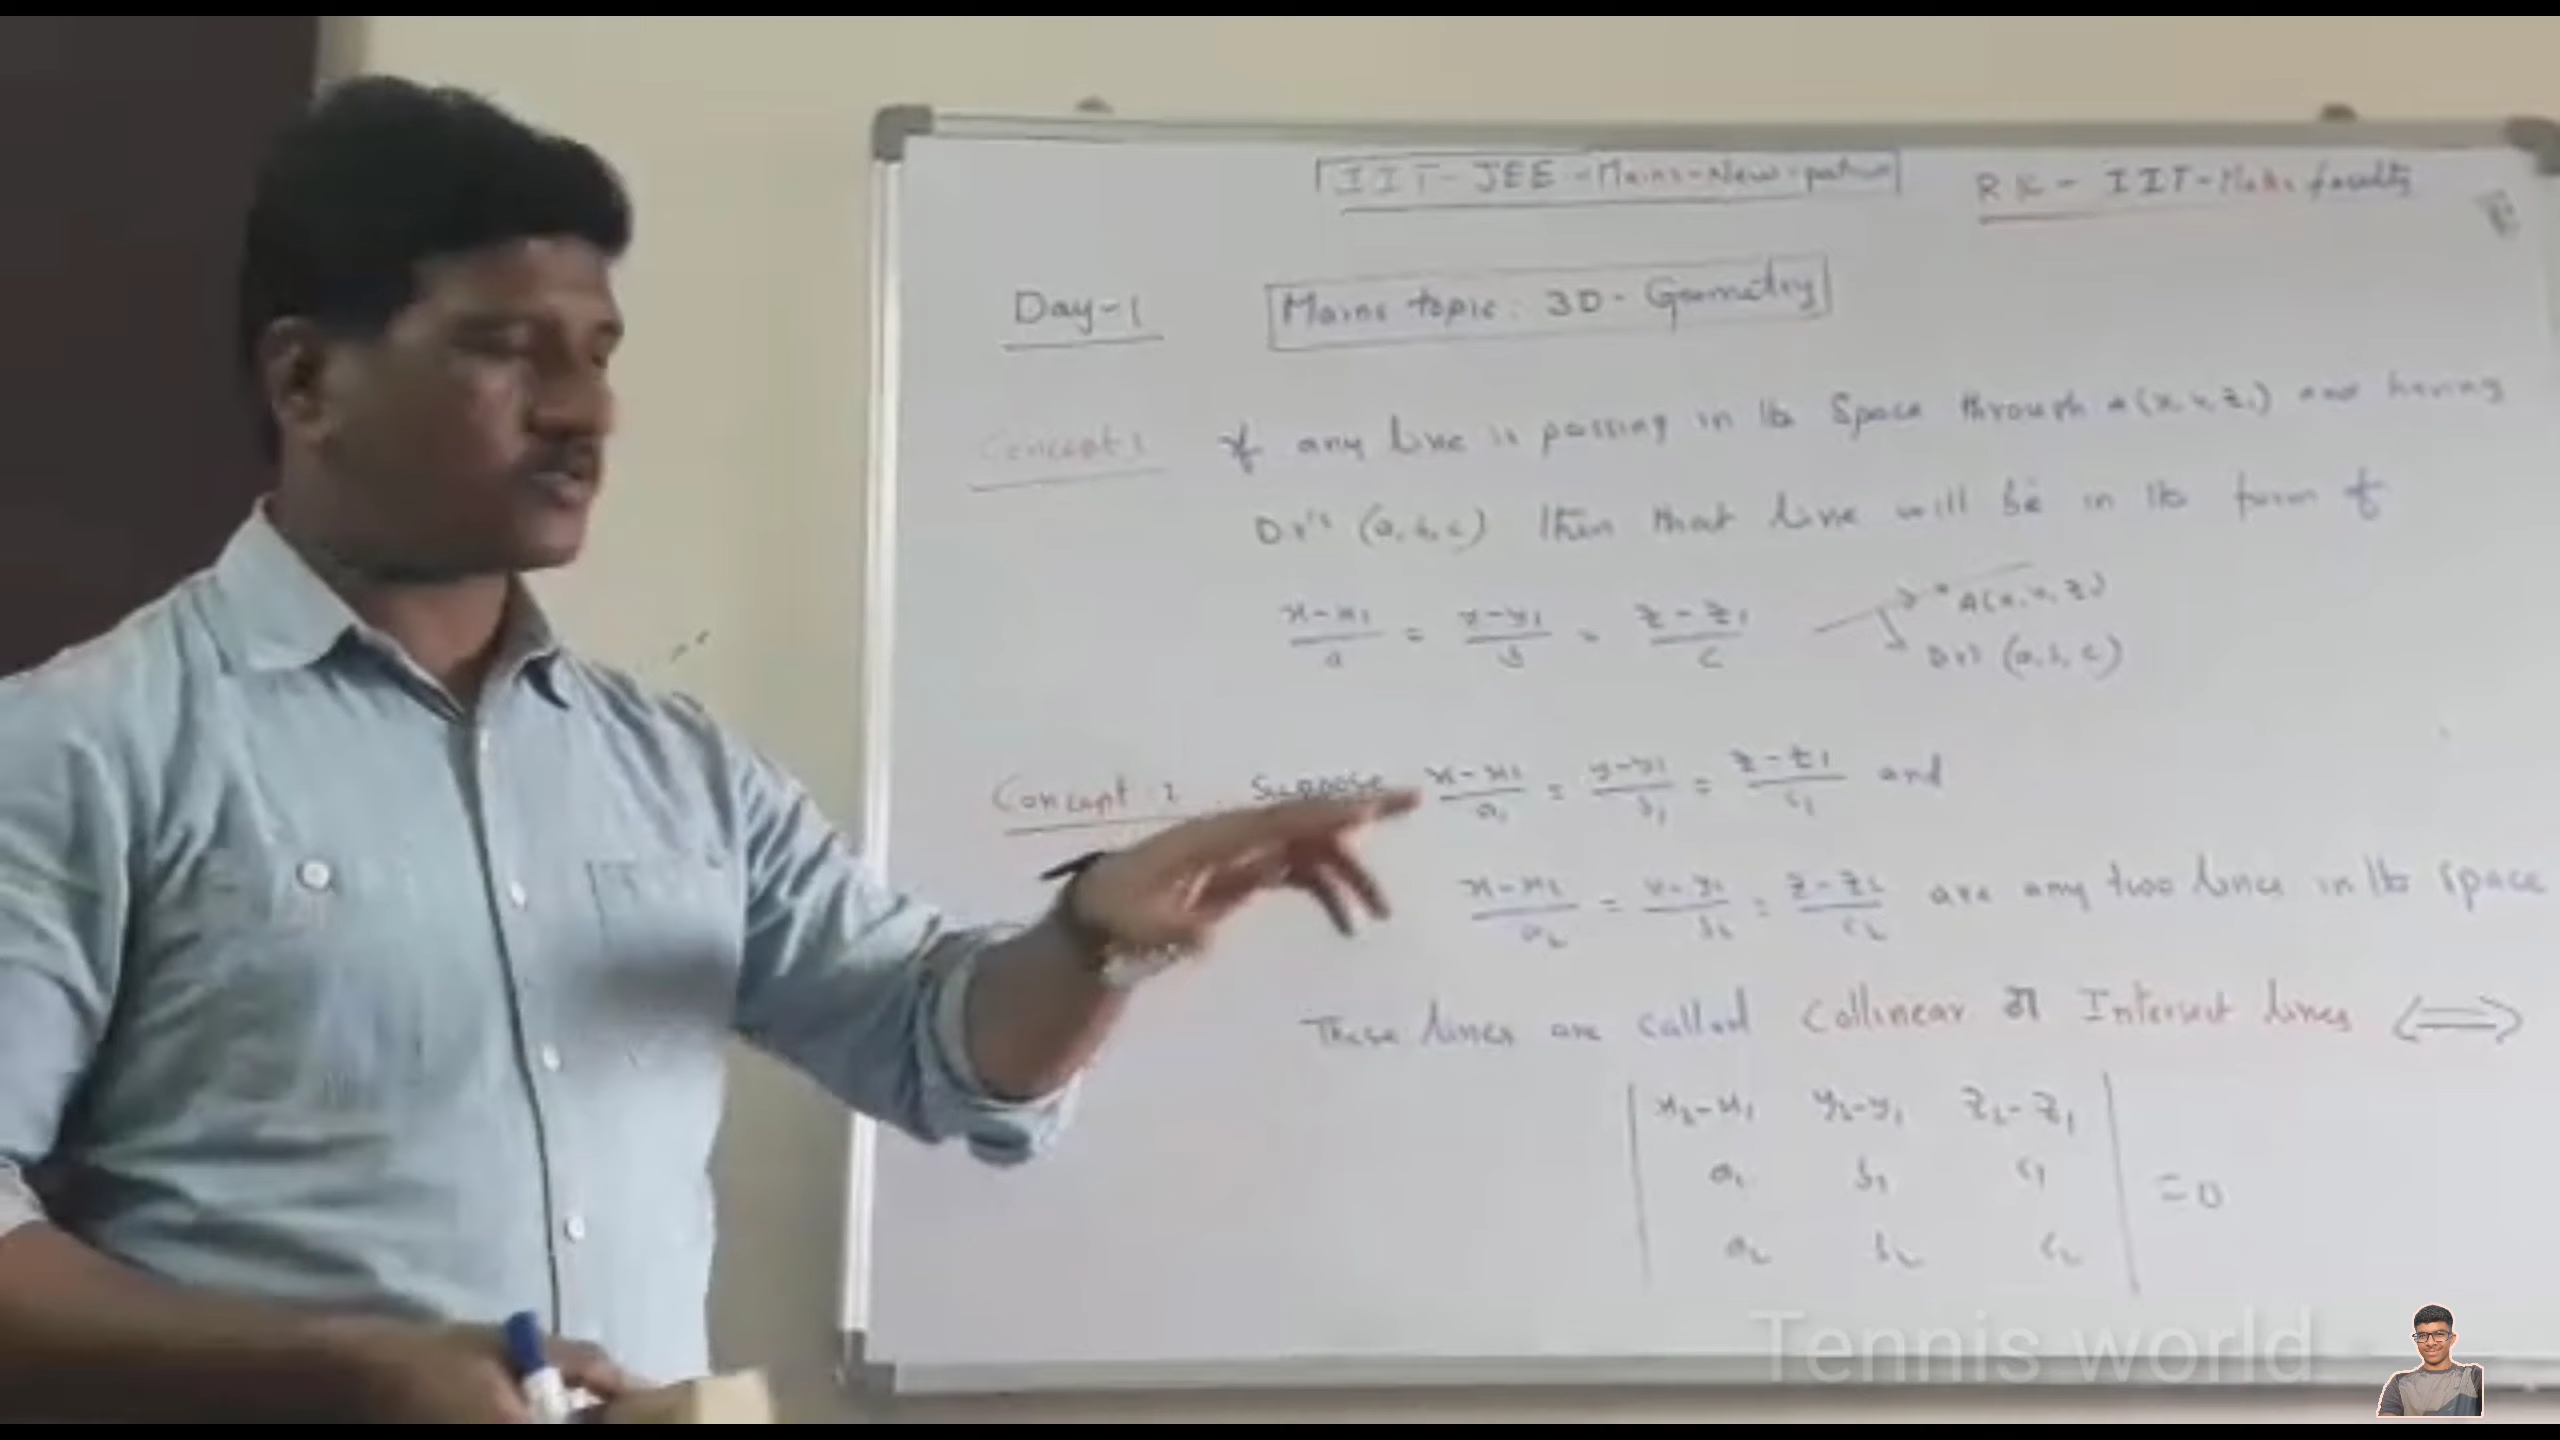 IIT-JEE-Mains-New-pattern
RK - IIT-Maths faculty
Day-1
Mains topic: 3D-Geometry
Concept 1 If any line is passing in the Space through A(x, y, z₁) and having
Dr's (a, b, c) then that line will be in the form of
x-x₁/a = y-y₁/b = z-z₁/c
A(x, y, z₁)
Dr's (a, b, c)
Concept: 2 Suppose x-x₁/a₁ = y-y₁/b₁ = z-z₁/c₁ and
x-x₂/a₂ = y-y₂/b₂ = z-z₂/c₂ are any two lines in the space
These lines are called Collinear or Intersect lines ⟺
| x₂-x₁ y₂-y₁ z₂-z₁ |
| a₁ b₁ c₁ | =0
| a₂ b₂ c₂ |
Tennis world